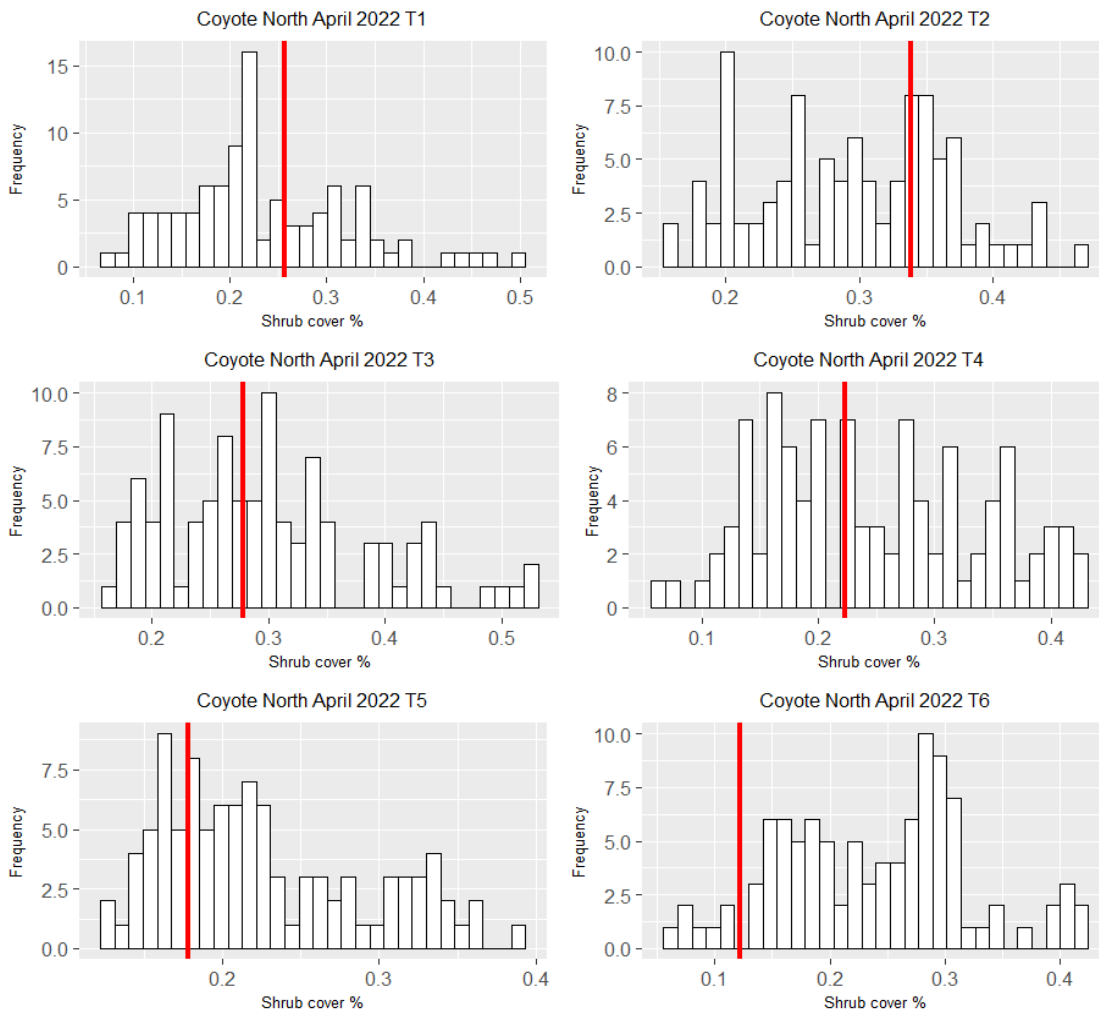 Coyote North April 2022 T1
Frequency
15
10
5
0
0.1 0.2 0.3 0.4 0.5
Shrub cover %
Coyote North April 2022 T2
Frequency
10.0
7.5
5.0
2.5
0.0
0.2 0.3 0.4
Shrub cover %
Coyote North April 2022 T3
Frequency
10.0
7.5
5.0
2.5
0.0
0.2 0.3 0.4 0.5
Shrub cover %
Coyote North April 2022 T4
Frequency
8
6
4
2
0
0.1 0.2 0.3 0.4
Shrub cover %
Coyote North April 2022 T5
Frequency
7.5
5.0
2.5
0.0
0.2 0.3 0.4
Shrub cover %
Coyote North April 2022 T6
Frequency
10.0
7.5
5.0
2.5
0.0
0.1 0.2 0.3 0.4
Shrub cover %